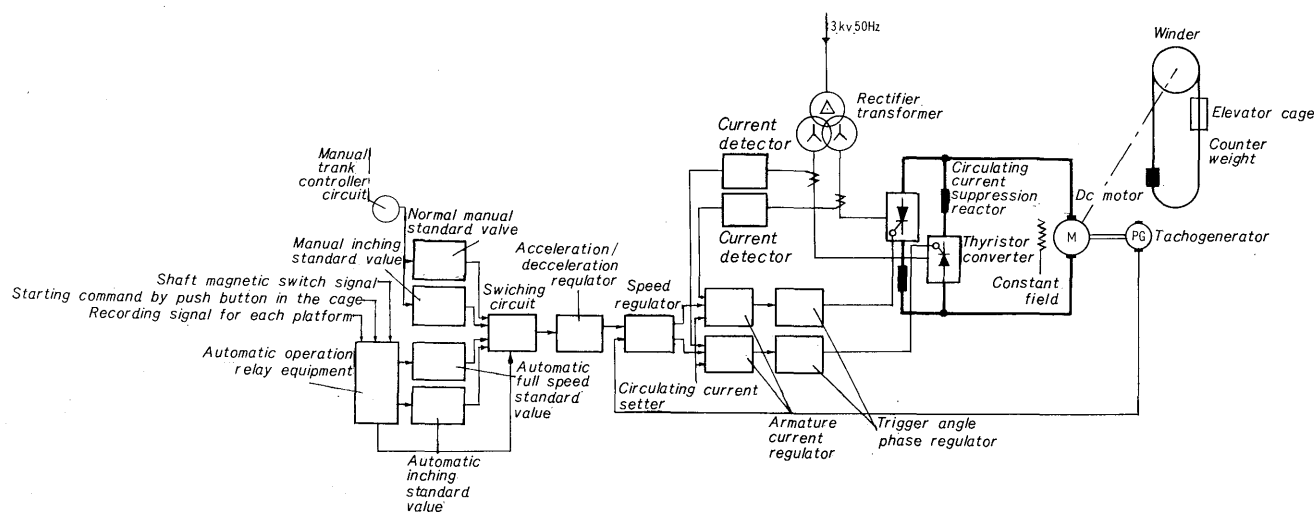 3kv 50Hz
Rectifier
transformer
Winder
Elevator cage
Counter
weight
Current
detector
Current
detector
Circulating
current
suppression
reactor
Dc motor
M
PG
Tachogenerator
Thyristor
converter
Constant
field
Manual
trank
controller
circuit
Normal manual
standard valve
Manual inching
standard value
Shaft magnetic switch signal
Starting command by push button in the cage
Recording signal for each platform
Automatic operation
relay equipment
Swiching
circuit
Acceleration/
decceleration
requlator
Speed
regulator
Automatic
full speed
standard
value
Automatic
inching
standard
value
Circulating current
setter
Armature
current
regulator
Trigger angle
phase regulator